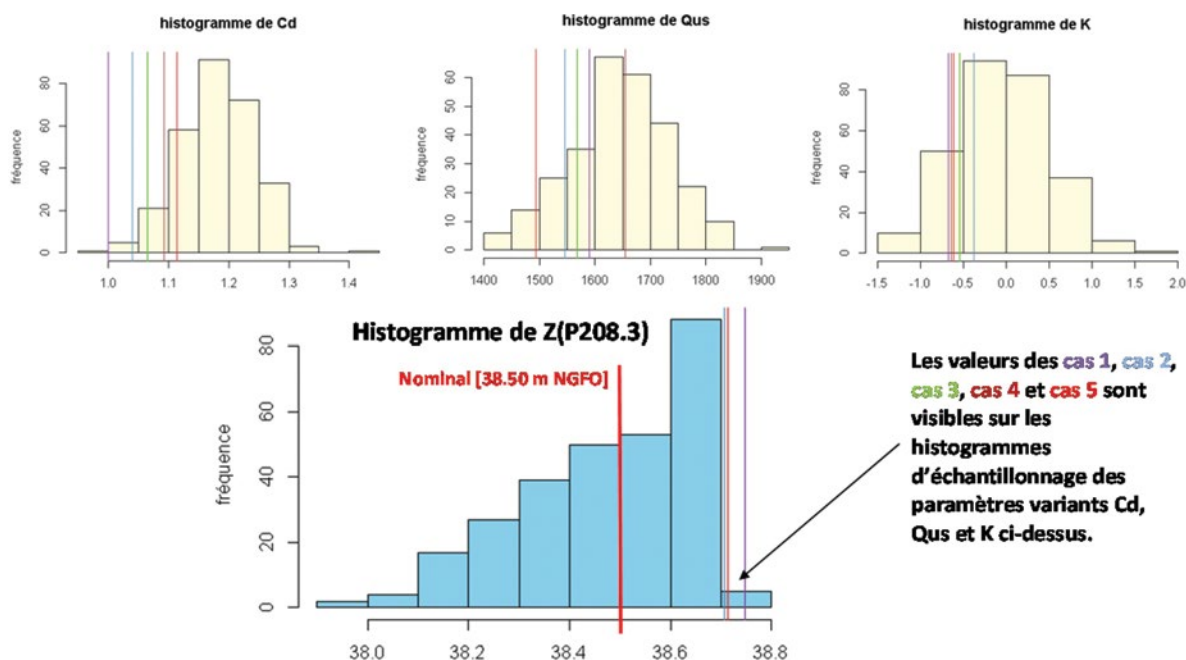 histogramme de Cd
fréquence
0 20 40 60 80
1.0 1.1 1.2 1.3 1.4
histogramme de Qus
fréquence
0 10 20 30 40 50 60
1400 1500 1600 1700 1800 1900
histogramme de K
fréquence
0 20 40 60 80
-1.5 -1.0 -0.5 0.0 0.5 1.0 1.5 2.0
Histogramme de Z(P208.3)
Nominal [38.50 m NGFO]
fréquence
0 20 40 60 80
38.0 38.2 38.4 38.6 38.8
Les valeurs des cas 1, cas 2,
cas 3, cas 4 et cas 5 sont
visibles sur les
histogrammes
d'échantillonnage des
paramètres variants Cd,
Qus et K ci-dessus.